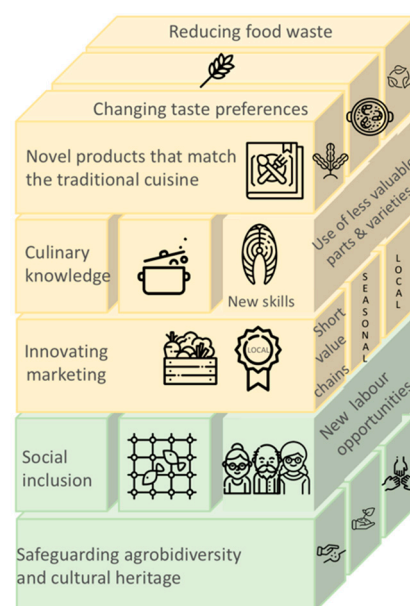 Reducing food waste
Changing taste preferences
Novel products that match
the traditional cuisine
Use of less valuable
parts & varieties
Culinary
knowledge
New skills
LOCAL
SEASONAL
Short
value
chains
Innovating
marketing
LOCAL
New labour
opportunities
Social
inclusion
Safeguarding agrobidiversity
and cultural heritage